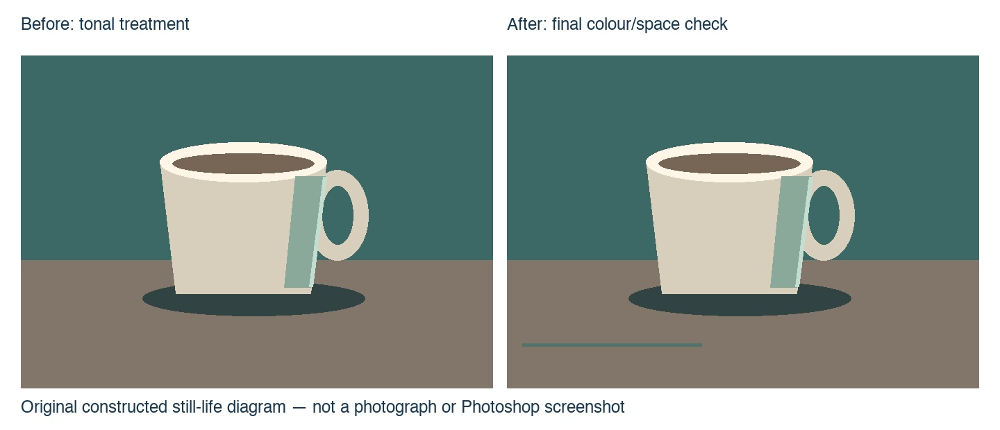 Before: tonal treatment
After: final colour/space check
Original constructed still-life diagram — not a photograph or Photoshop screenshot